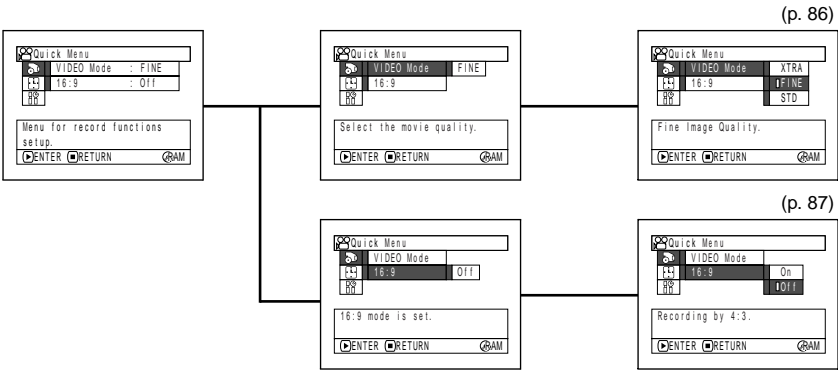 (p. 86)
Quick Menu
VIDEO Mode : FINE
16:9 : Off
Menu for record functions
setup.
ENTER RETURN RAM
Quick Menu
VIDEO Mode FINE
16:9
Select the movie quality.
ENTER RETURN RAM
Quick Menu
VIDEO Mode XTRA
16:9 FINE
STD
Fine Image Quality.
ENTER RETURN RAM
(p. 87)
Quick Menu
VIDEO Mode
16:9 Off
16:9 mode is set.
ENTER RETURN RAM
Quick Menu
VIDEO Mode
16:9 On
Off
Recording by 4:3.
ENTER RETURN RAM